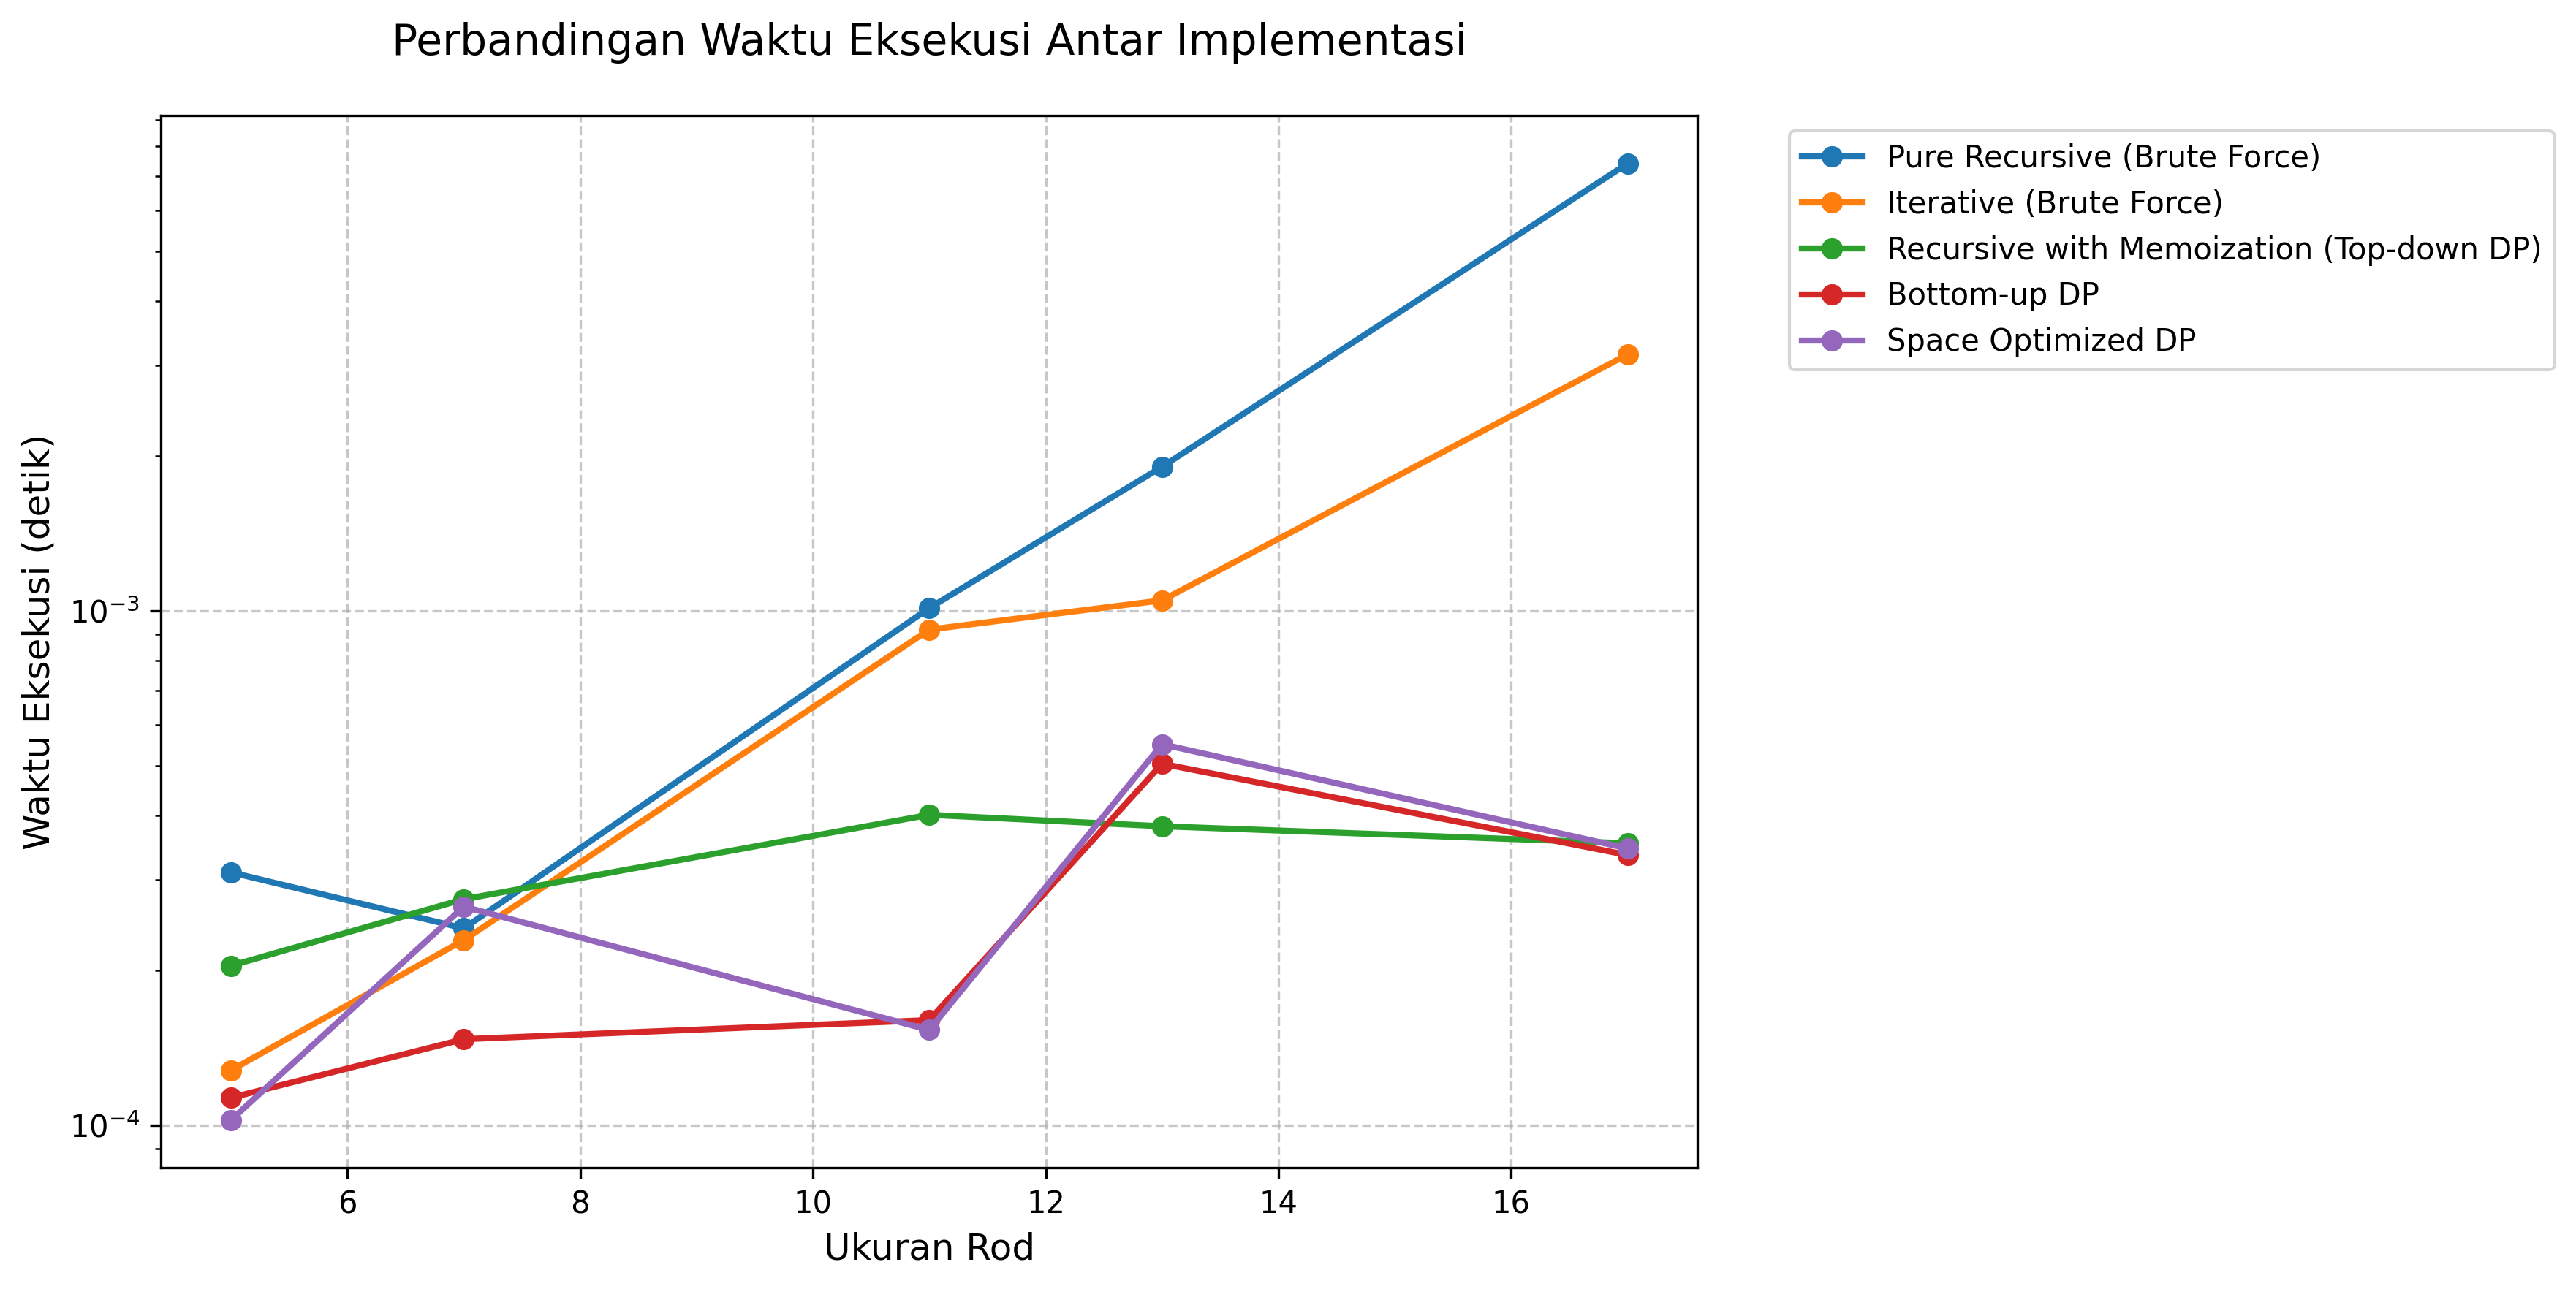 Perbandingan Waktu Eksekusi Antar Implementasi
Pure Recursive (Brute Force)
Iterative (Brute Force)
Recursive with Memoization (Top-down DP)
Bottom-up DP
Space Optimized DP
Waktu Eksekusi (detik)
10⁻³
10⁻⁴
6 8 10 12 14 16
Ukuran Rod